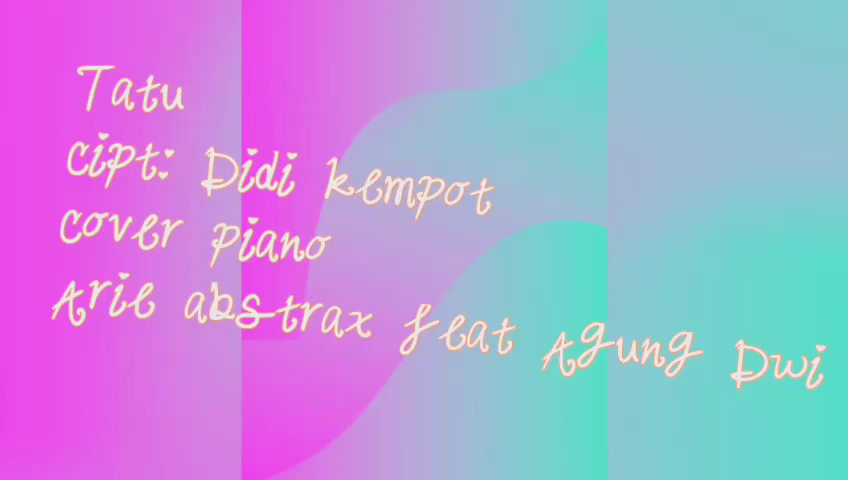 Tatu
cipt: Didi kempot
cover piano
Arie abstrax feat Agung Dwi